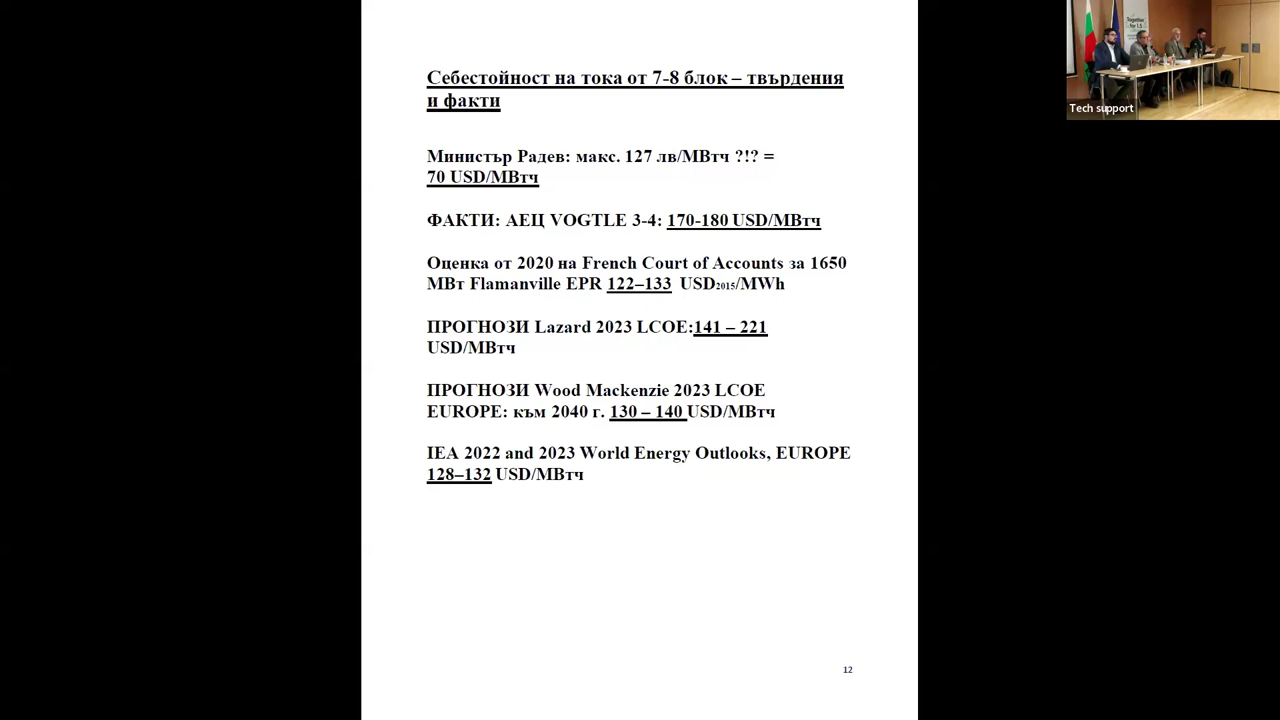 Себестойност на тока от 7-8 блок – твърдения
и факти
Министър Радев: макс. 127 лв/МВтч ?!? =
70 USD/МВтч
ФАКТИ: АЕЦ VOGTLE 3-4: 170-180 USD/МВтч
Оценка от 2020 на French Court of Accounts за 1650
МВт Flamanville EPR 122–133 USD2015/MWh
ПРОГНОЗИ Lazard 2023 LCOE:141 – 221
USD/МВтч
ПРОГНОЗИ Wood Mackenzie 2023 LCOE
EUROPE: към 2040 г. 130 – 140 USD/МВтч
IEA 2022 and 2023 World Energy Outlooks, EUROPE
128–132 USD/МВтч
12
Together
for 1.5
Tech support